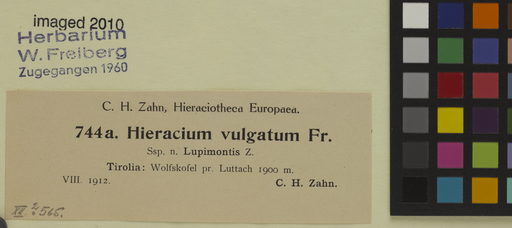 imaged 2010
Herbarium
W. Freiberg
Zugegangen 1960
C. H. Zahn, Hieraciotheca Europaea.
744a. Hieracium vulgatum Fr.
Ssp. n. Lupimontis Z.
Tirolia: Wolfskofel pr. Luttach 1900 m.
VIII. 1912. C. H. Zahn.
565.